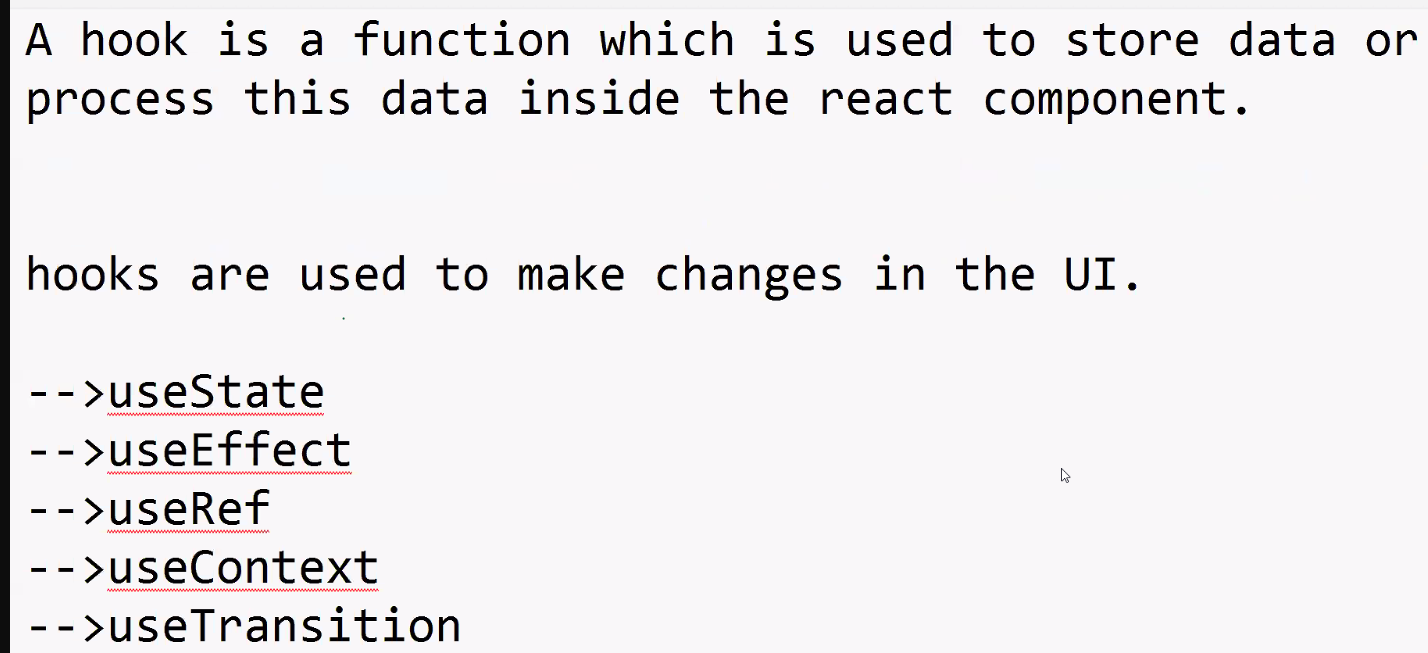 A hook is a function which is used to store data or
process this data inside the react component.
hooks are used to make changes in the UI.
-->useState
-->useEffect
-->useRef
-->useContext
-->useTransition